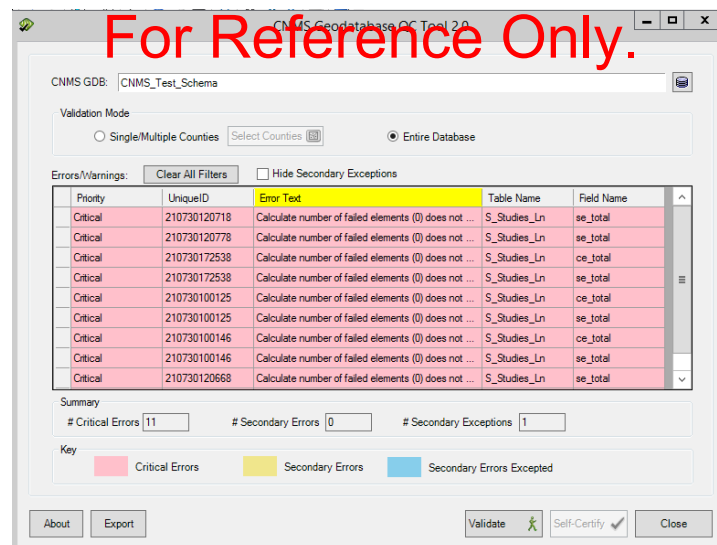 CNMS Geodatabase QC Tool 2.0
For Reference Only.
CNMS GDB: CNMS_Test_Schema
Validation Mode
Single/Multiple Counties Select Counties Entire Database
Errors/Warnings: Clear All Filters Hide Secondary Exceptions
Priority UniqueID Error Text Table Name Field Name
Critical 210730120718 Calculate number of failed elements (0) does not ... S_Studies_Ln se_total
Critical 210730120778 Calculate number of failed elements (0) does not ... S_Studies_Ln se_total
Critical 210730172538 Calculate number of failed elements (0) does not ... S_Studies_Ln ce_total
Critical 210730172538 Calculate number of failed elements (0) does not ... S_Studies_Ln se_total
Critical 210730100125 Calculate number of failed elements (0) does not ... S_Studies_Ln ce_total
Critical 210730100125 Calculate number of failed elements (0) does not ... S_Studies_Ln se_total
Critical 210730100146 Calculate number of failed elements (0) does not ... S_Studies_Ln ce_total
Critical 210730100146 Calculate number of failed elements (0) does not ... S_Studies_Ln se_total
Critical 210730120668 Calculate number of failed elements (0) does not ... S_Studies_Ln se_total
Summary
# Critical Errors 11 # Secondary Errors 0 # Secondary Exceptions 1
Key
Critical Errors Secondary Errors Secondary Errors Excepted
About Export Validate Self-Certify Close